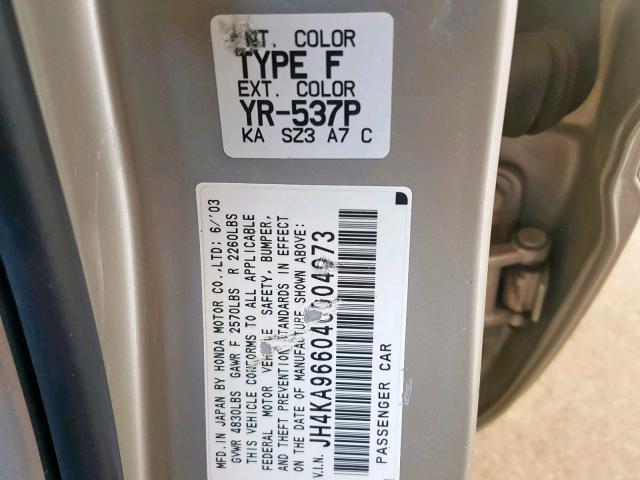 INT. COLOR
TYPE F
EXT. COLOR
YR-537P
KA SZ3 A7 C
MFD. IN JAPAN BY HONDA MOTOR CO.,LTD; 6/'03
GVWR 4830LBS GAWR F 2570LBS R 2260LBS
THIS VEHICLE CONFORMS TO ALL APPLICABLE
FEDERAL MOTOR VEHICLE SAFETY, BUMPER,
AND THEFT PREVENTION STANDARDS IN EFFECT
ON THE DATE OF MANUFACTURE SHOWN ABOVE:
V.I.N. JH4KA96604C004073
PASSENGER CAR